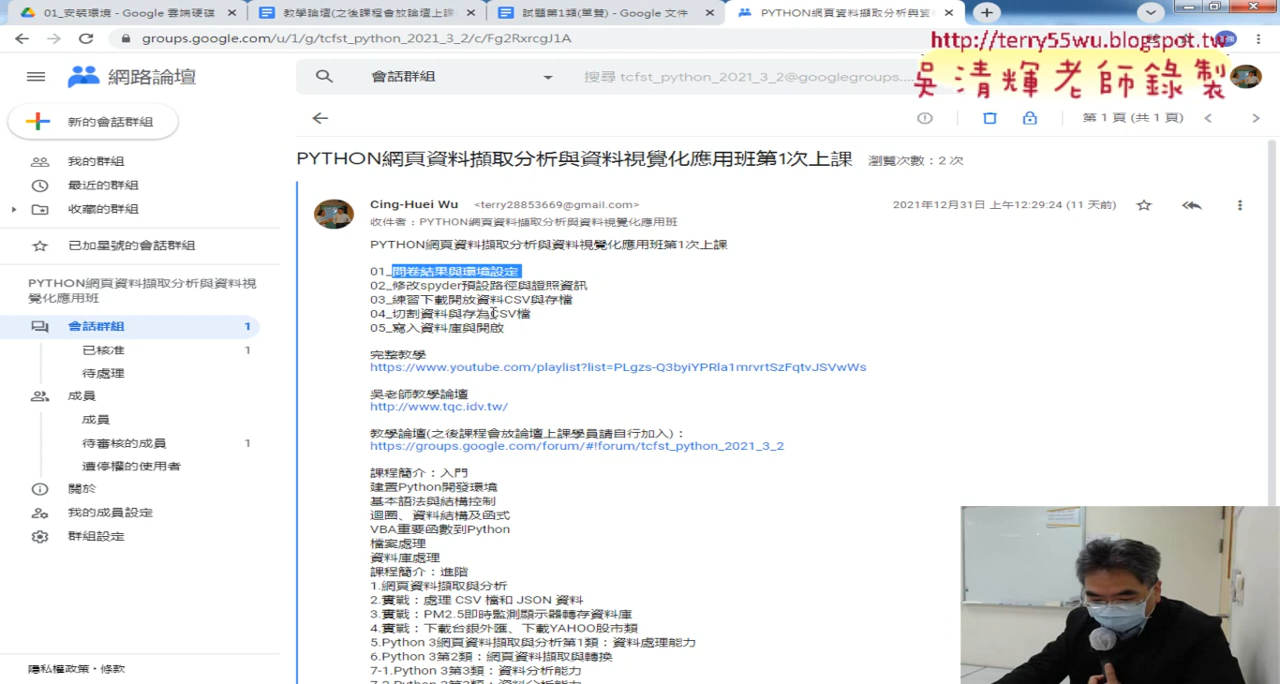 01_安裝環境 - Google 雲端硬碟
教學論壇(之後課程會放論壇上課
試題第1類(單雙) - Google 文件
PYTHON網頁資料擷取分析與資
groups.google.com/u/1/g/tcfst_python_2021_3_2/c/Fg2RxrcgJ1A
http://terry55wu.blogspot.tw
吳清輝老師錄製
網路論壇
會話群組
搜尋 tcfst_python_2021_3_2@googlegroups....
新的會話群組
第 1 頁 (共 1 頁)
我的群組
最近的群組
收藏的群組
已加星號的會話群組
PYTHON網頁資料擷取分析與資料視
覺化應用班
會話群組 1
已核准 1
待處理
成員
成員
待審核的成員 1
遭停權的使用者
關於
我的成員設定
群組設定
隱私權政策・條款
PYTHON網頁資料擷取分析與資料視覺化應用班第1次上課 瀏覽次數：2 次
Cing-Huei Wu <terry28853669@gmail.com>
2021年12月31日 上午12:29:24 (11 天前)
收件者：PYTHON網頁資料擷取分析與資料視覺化應用班
PYTHON網頁資料擷取分析與資料視覺化應用班第1次上課
01_問卷結果與環境設定
02_修改spyder預設路徑與證照資訊
03_練習下載開放資料CSV與存檔
04_切割資料與存為CSV檔
05_寫入資料庫與開啟
完整教學
https://www.youtube.com/playlist?list=PLgzs-Q3byiYPRla1mrvrtSzFqtvJSVwWs
吳老師教學論壇
http://www.tqc.idv.tw/
教學論壇(之後課程會放論壇上課學員請自行加入)：
https://groups.google.com/forum/#!forum/tcfst_python_2021_3_2
課程簡介：入門
建置Python開發環境
基本語法與結構控制
迴圈、資料結構及函式
VBA重要函數到Python
檔案處理
資料庫處理
課程簡介：進階
1.網頁資料擷取與分析
2.實戰：處理 CSV 檔和 JSON 資料
3.實戰：PM2.5即時監測顯示器轉存資料庫
4.實戰：下載台銀外匯、下載YAHOO股市類
5.Python 3網頁資料擷取與分析第1類：資料處理能力
6.Python 3第2類：網頁資料擷取與轉換
7-1.Python 3第3類：資料分析能力